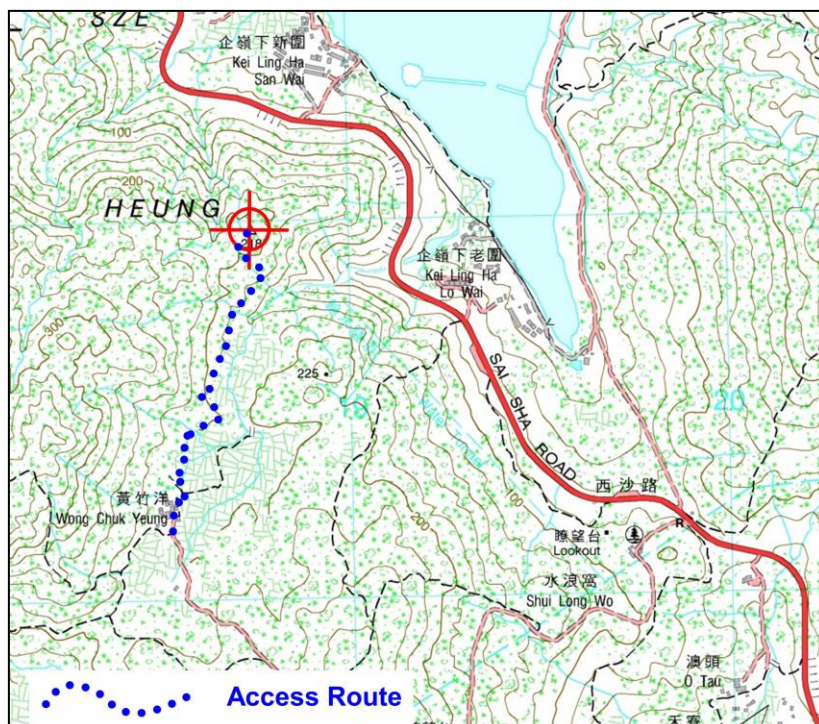 SZE
企嶺下新圍
Kei Ling Ha
San Wai
100
200
HEUNG
218
企嶺下老圍
Kei Ling Ha
Lo Wai
300
225
SAI SHA ROAD
20
西沙路
100
200
黃竹洋
Wong Chuk Yeung
R
瞭望台
Lookout
水浪窩
Shui Long Wo
澳頭
O Tau
Access Route